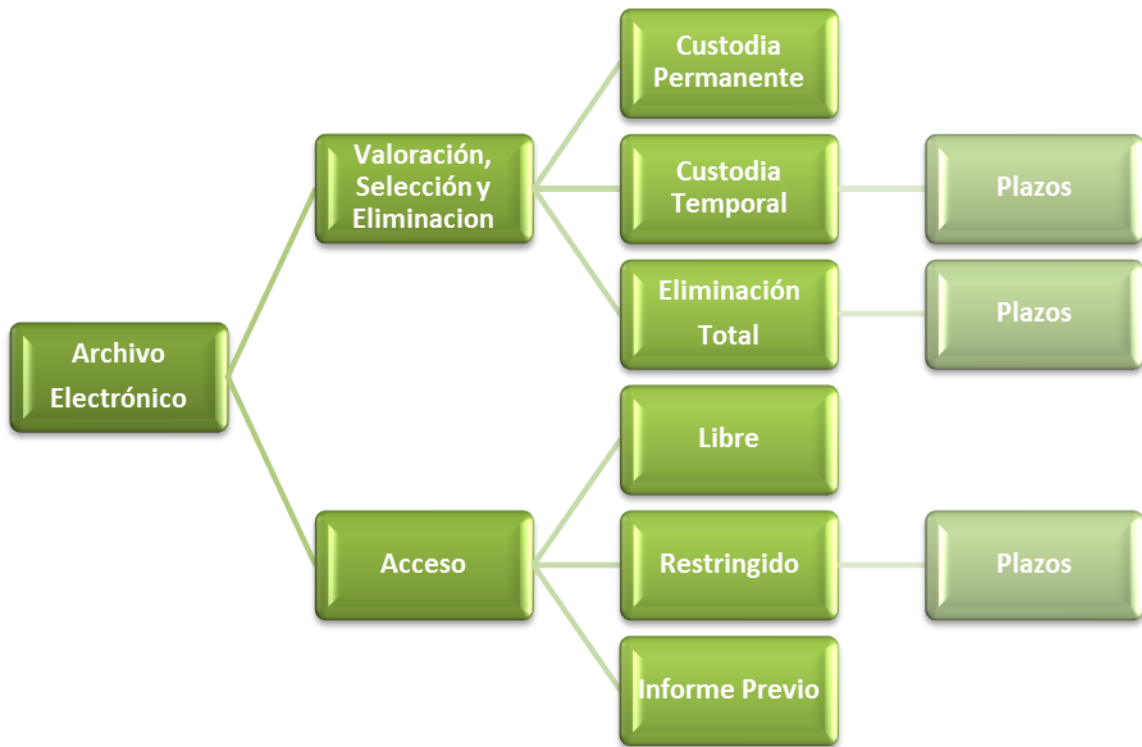 Custodia
Permanente
Valoración,
Selección y
Eliminacion
Custodia
Temporal
Plazos
Eliminación
Total
Plazos
Archivo
Electrónico
Libre
Acceso
Restringido
Plazos
Informe Previo